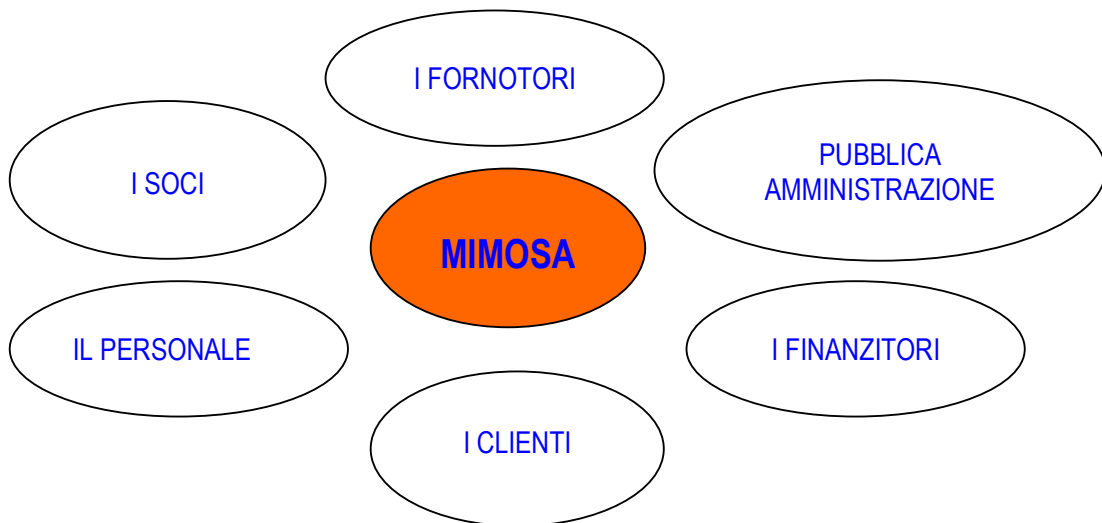 I FORNOTORI
PUBBLICA
AMMINISTRAZIONE
I SOCI
MIMOSA
IL PERSONALE
I FINANZITORI
I CLIENTI